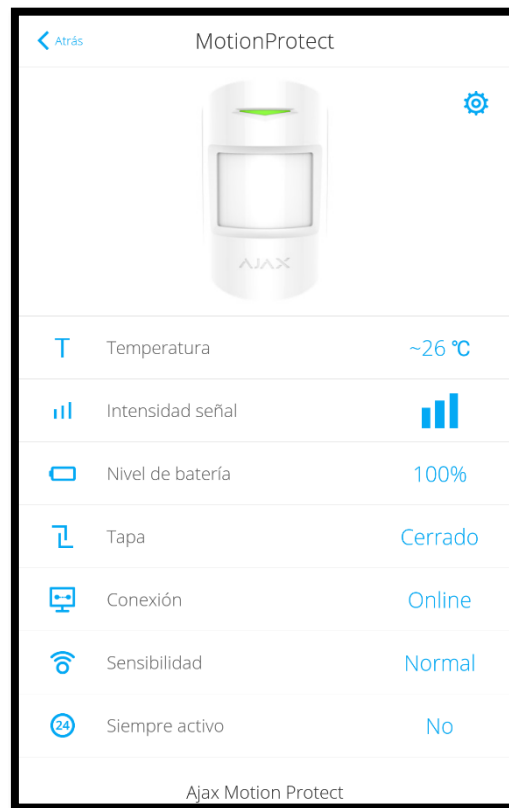 Atrás
MotionProtect
AJAX
T Temperatura ~26 °C
Intensidad señal
Nivel de batería 100%
Tapa Cerrado
Conexión Online
Sensibilidad Normal
24 Siempre activo No
Ajax Motion Protect